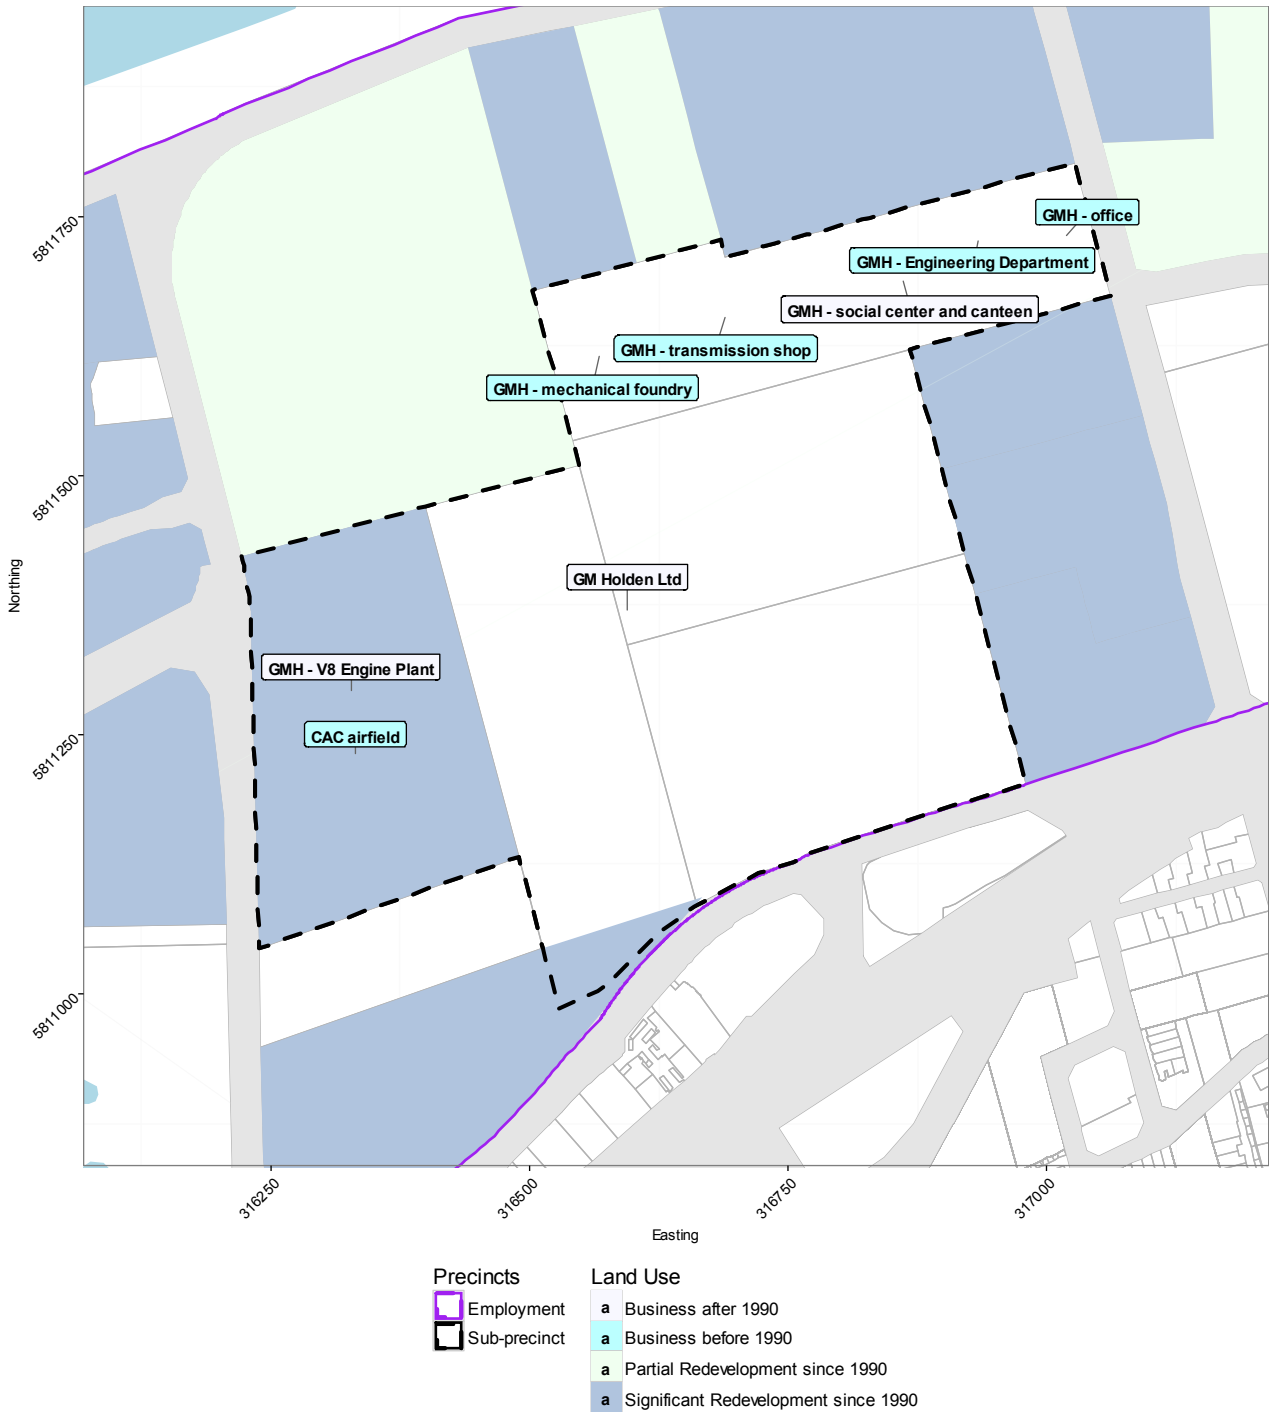 5811750
5811500
5811250
5811000
Northing
GMH - office
GMH - Engineering Department
GMH - social center and canteen
GMH - transmission shop
GMH - mechanical foundry
GM Holden Ltd
GMH - V8 Engine Plant
CAC airfield
316250
316500
316750
317000
Easting
Precincts
Employment
Sub-precinct
Land Use
a Business after 1990
a Business before 1990
a Partial Redevelopment since 1990
a Significant Redevelopment since 1990